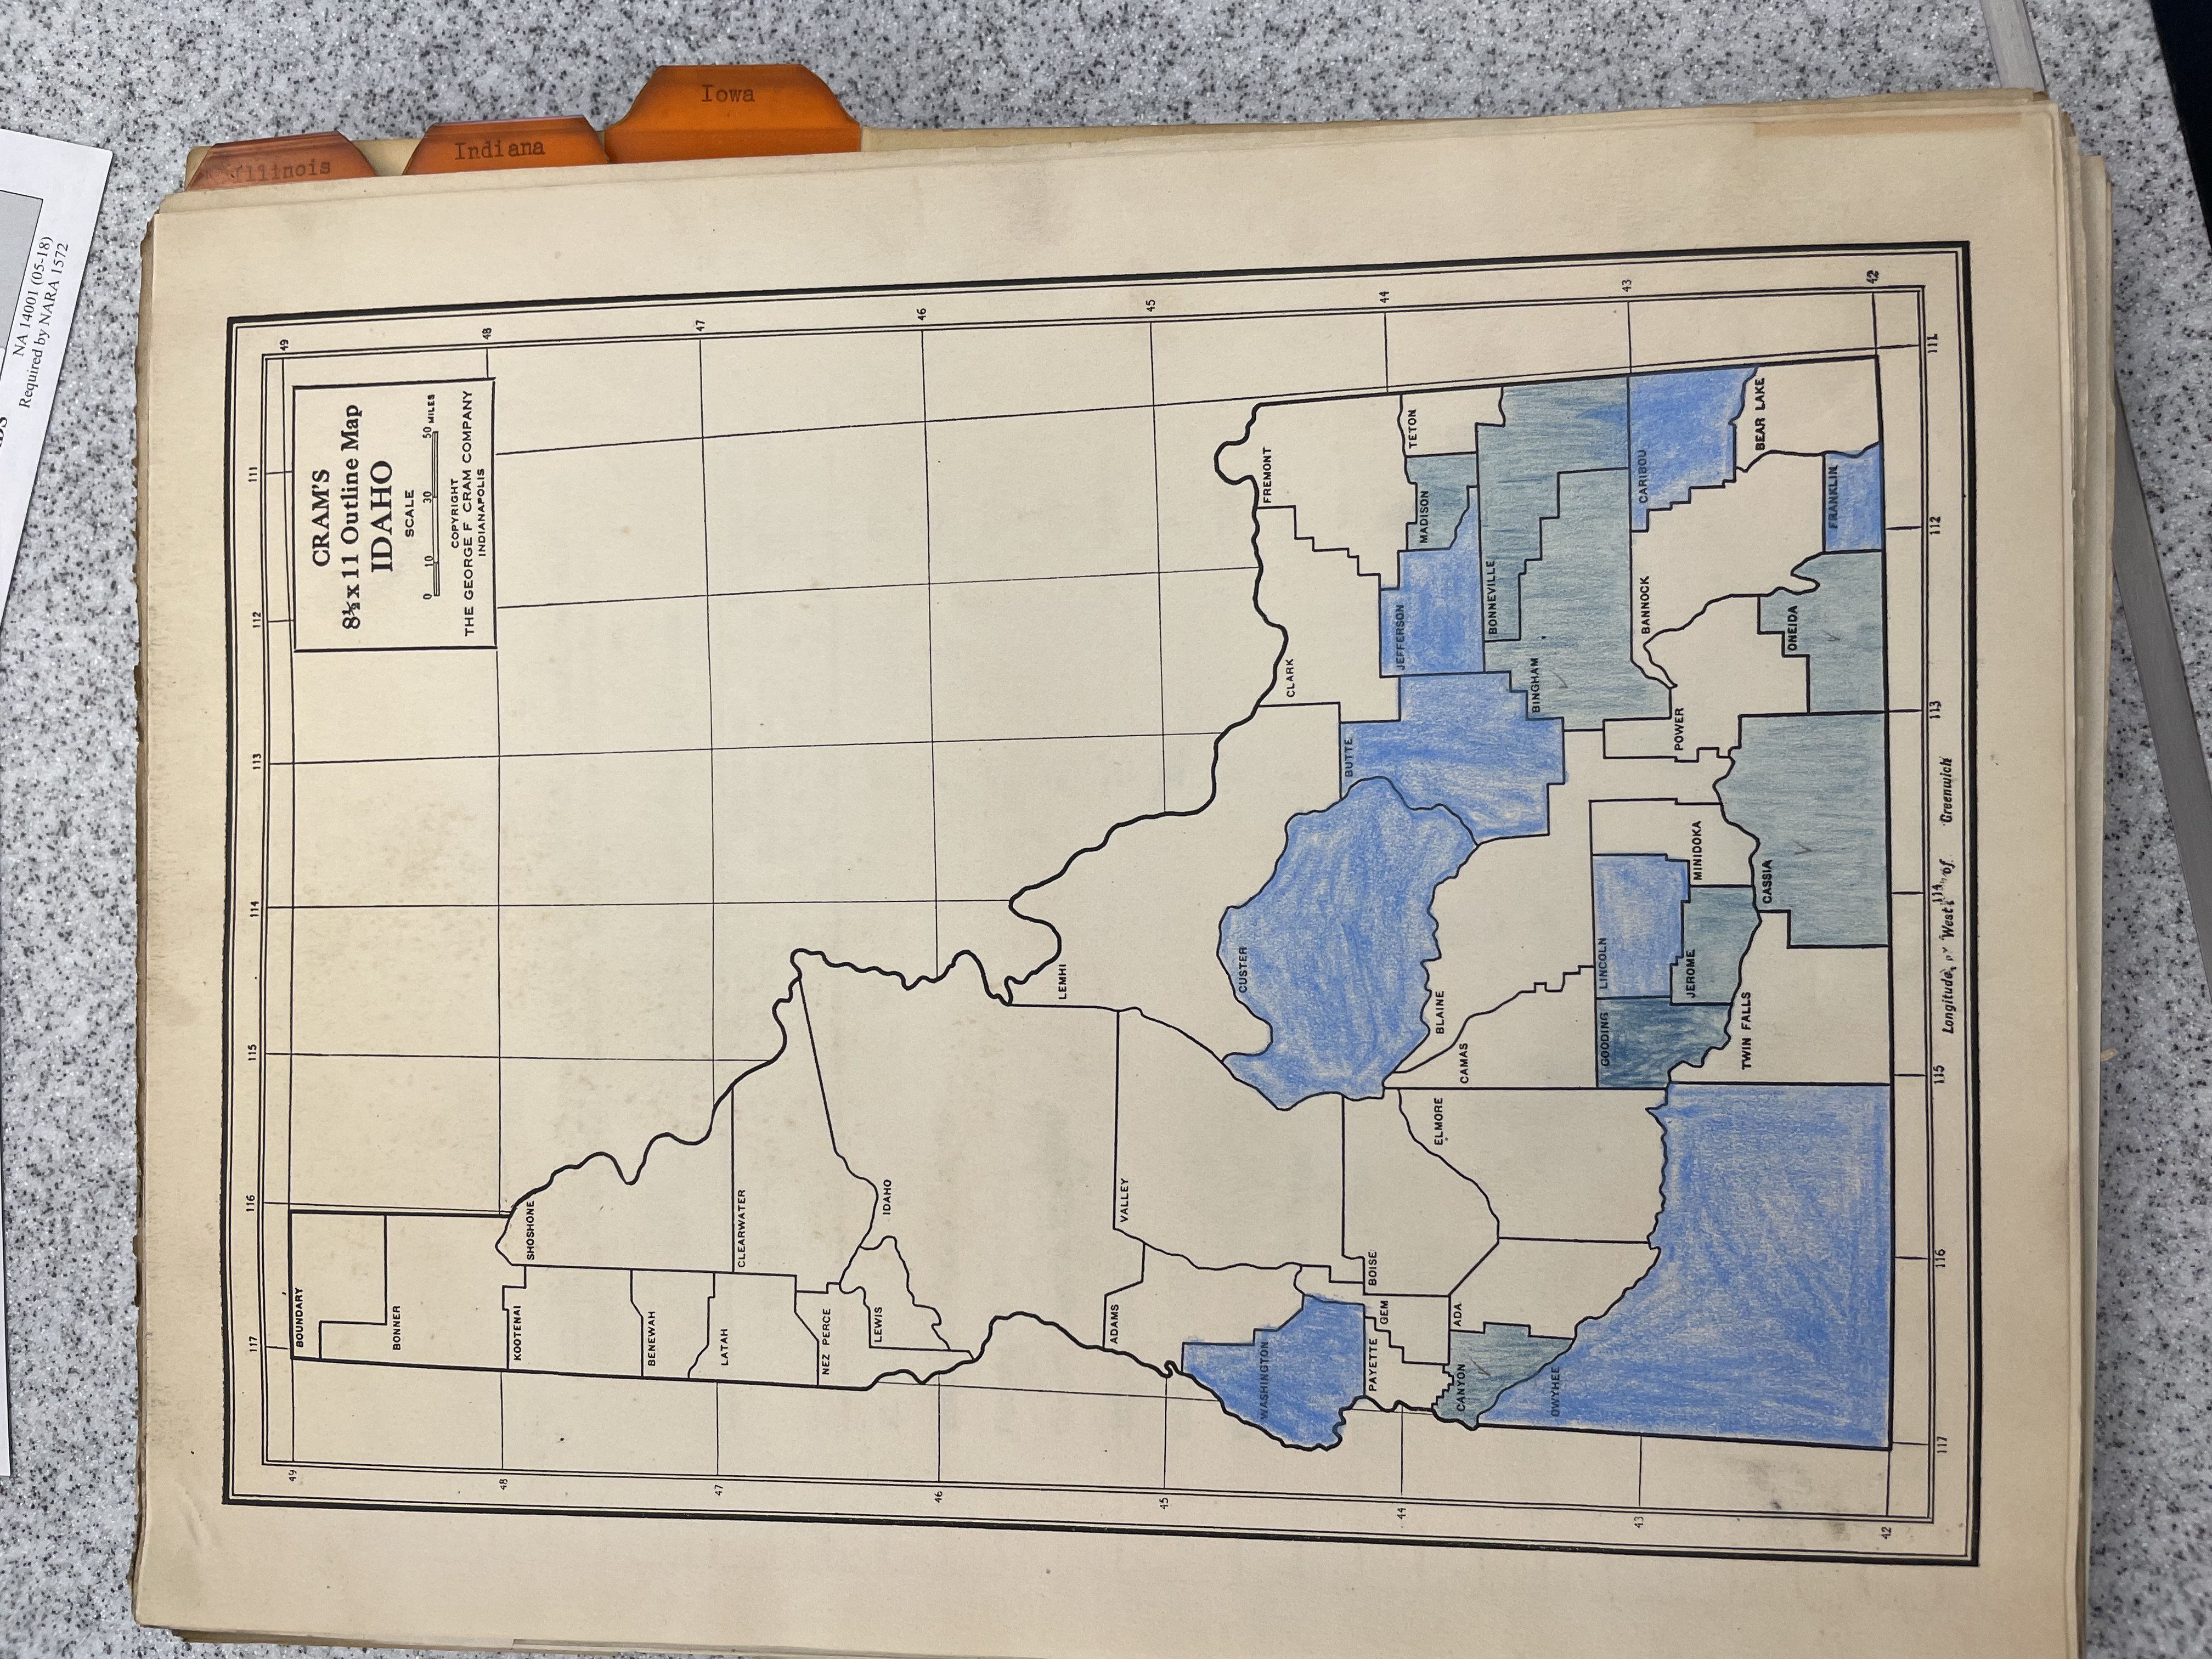 NA 14001 (05-18)
Required by NARA 1572
Illinois
Indiana
Iowa
117 116 115 114 113 112 111
49 49
CRAM'S
8½x11 Outline Map
IDAHO
SCALE
0 10 30 50 MILES
COPYRIGHT
THE GEORGE F CRAM COMPANY
INDIANAPOLIS
BOUNDARY
BONNER
48 48
KOOTENAI
SHOSHONE
BENEWAH
47 47
LATAH
CLEARWATER
NEZ PERCE
LEWIS
IDAHO
46 46
LEMHI
ADAMS
VALLEY
45 45
CUSTER
WASHINGTON
FREMONT
CLARK
BUTTE
PAYETTE
GEM
BOISE
44 44
JEFFERSON
MADISON
TETON
ELMORE
BLAINE
CANYON
ADA
CAMAS
BONNEVILLE
BINGHAM
OWYHEE
GOODING
LINCOLN
43 43
BANNOCK
CARIBOU
POWER
JEROME
MINIDOKA
TWIN FALLS
CASSIA
BEAR LAKE
ONEIDA
FRANKLIN
42 42
117 116 115 114 113 112 111
Longitude West of Greenwich